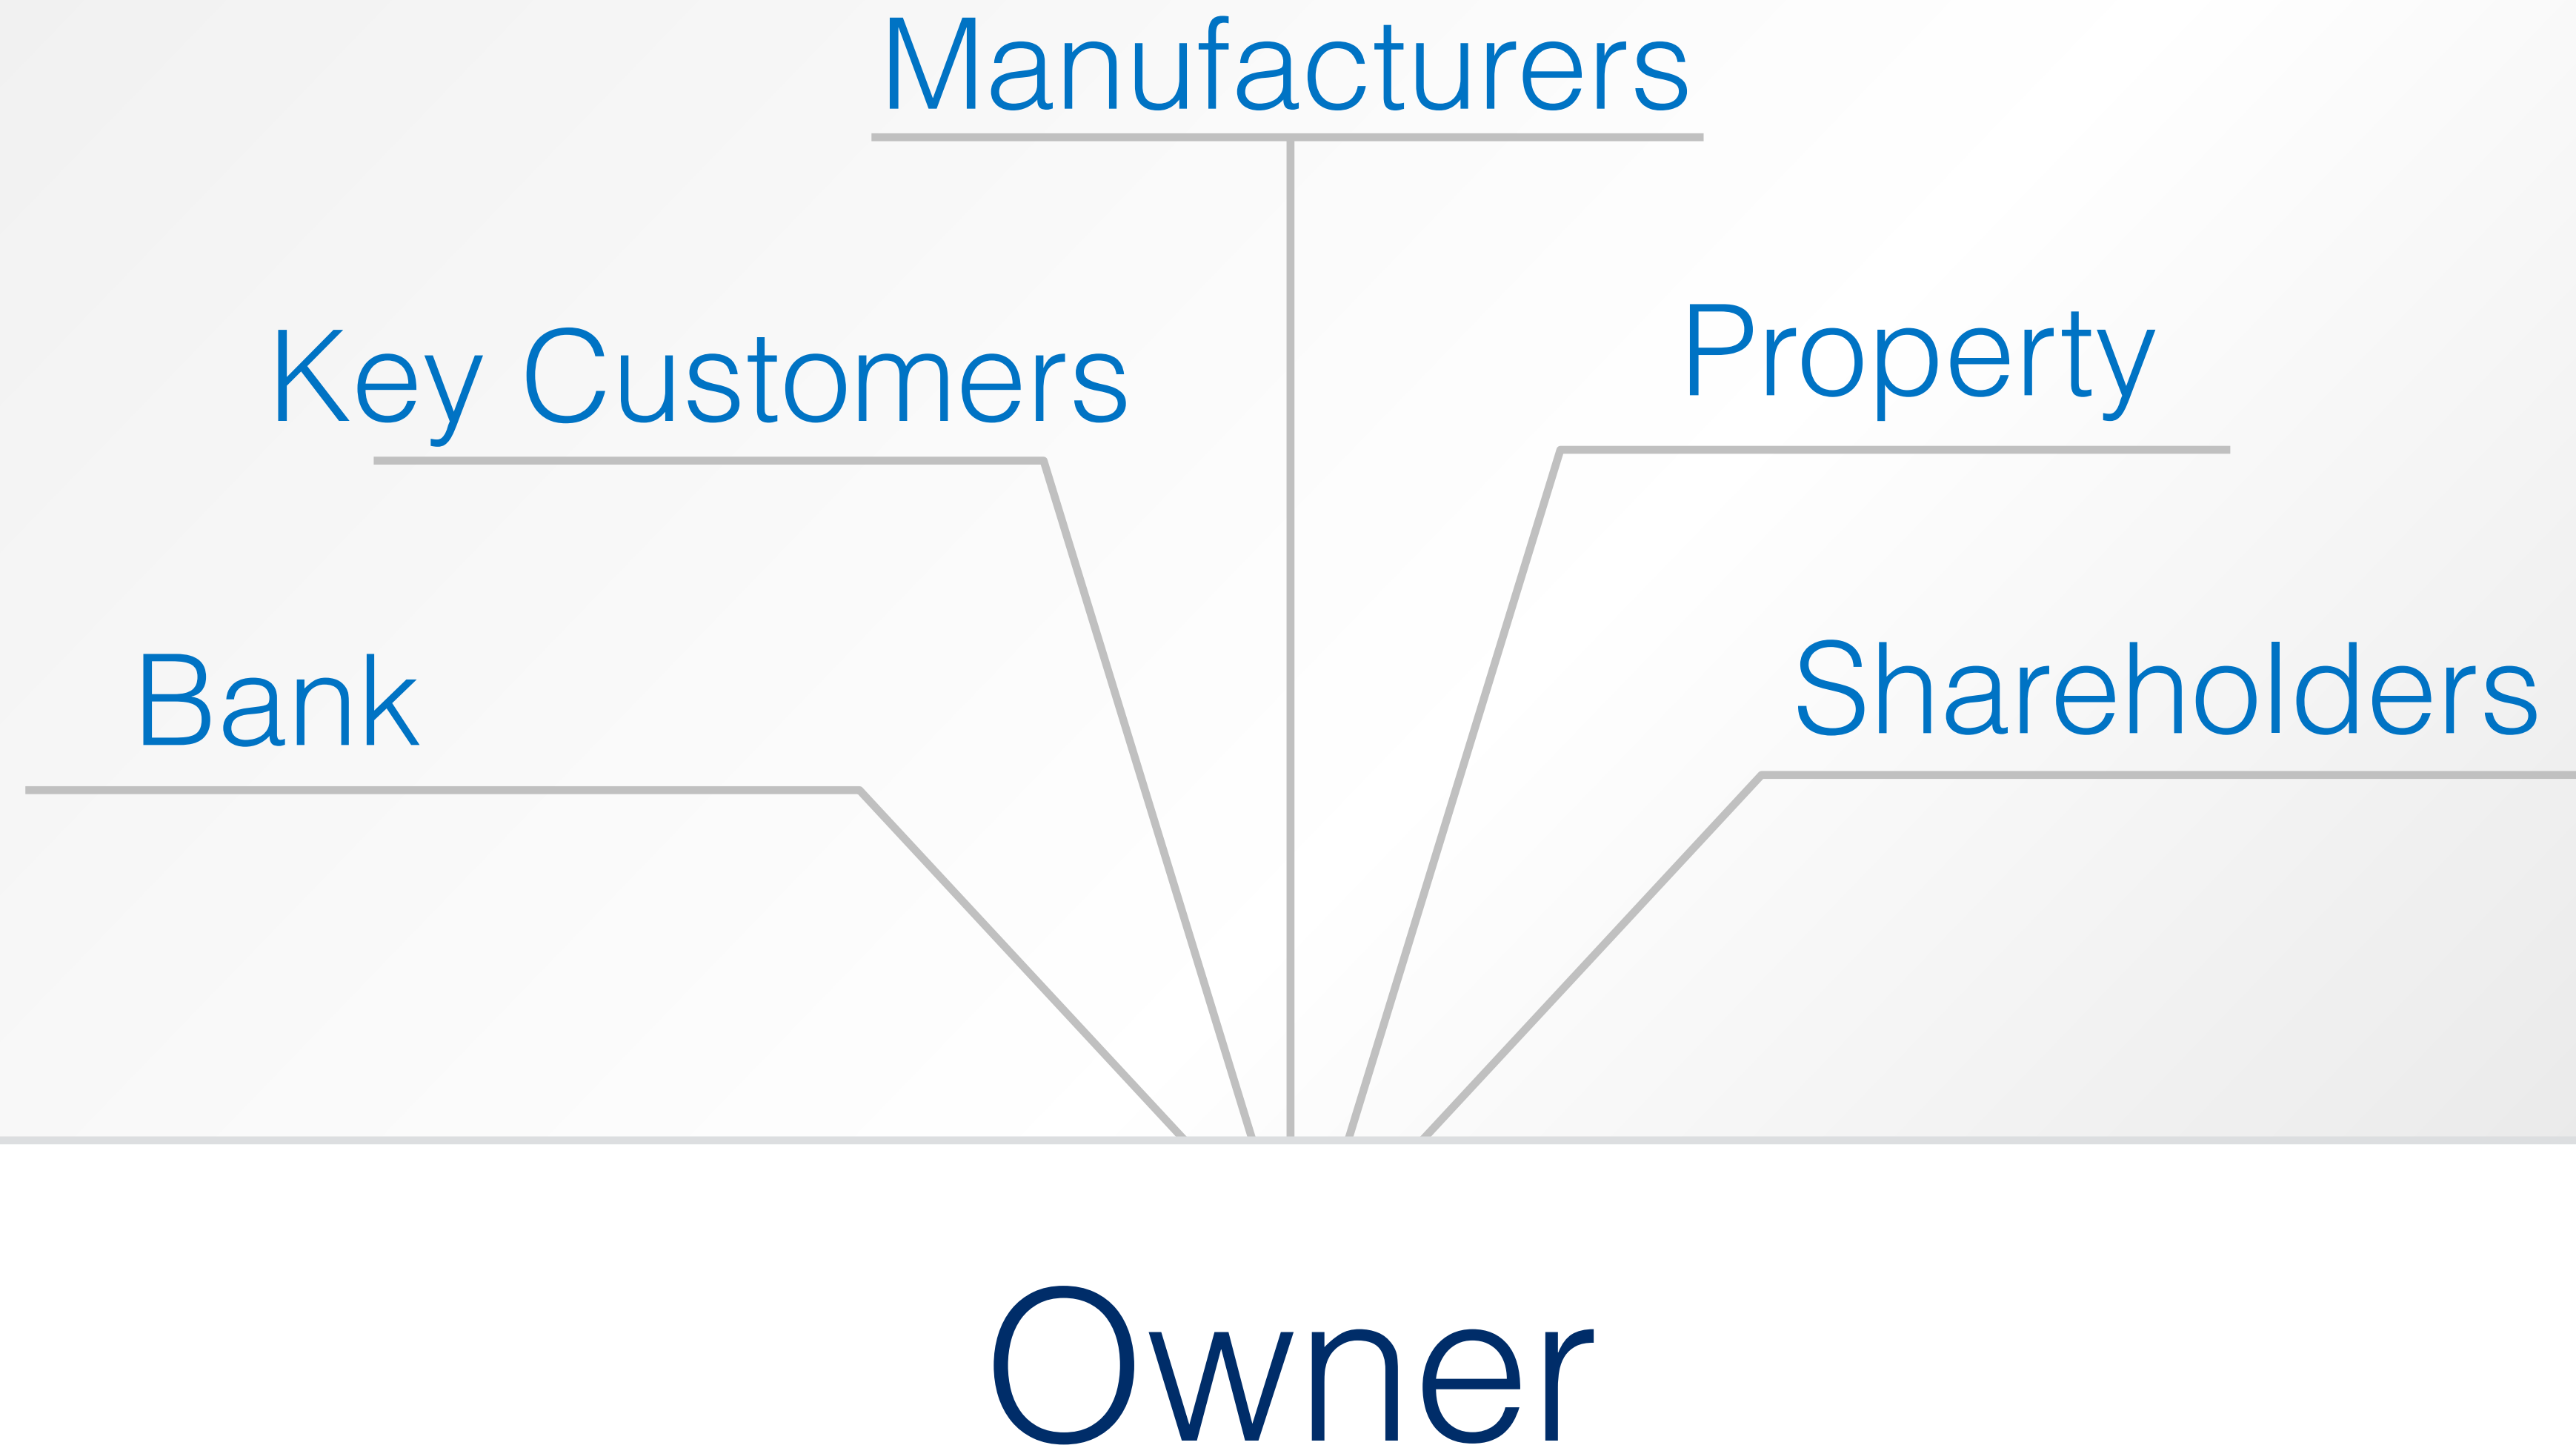 Manufacturers
Key Customers
Property
Bank
Shareholders
Owner